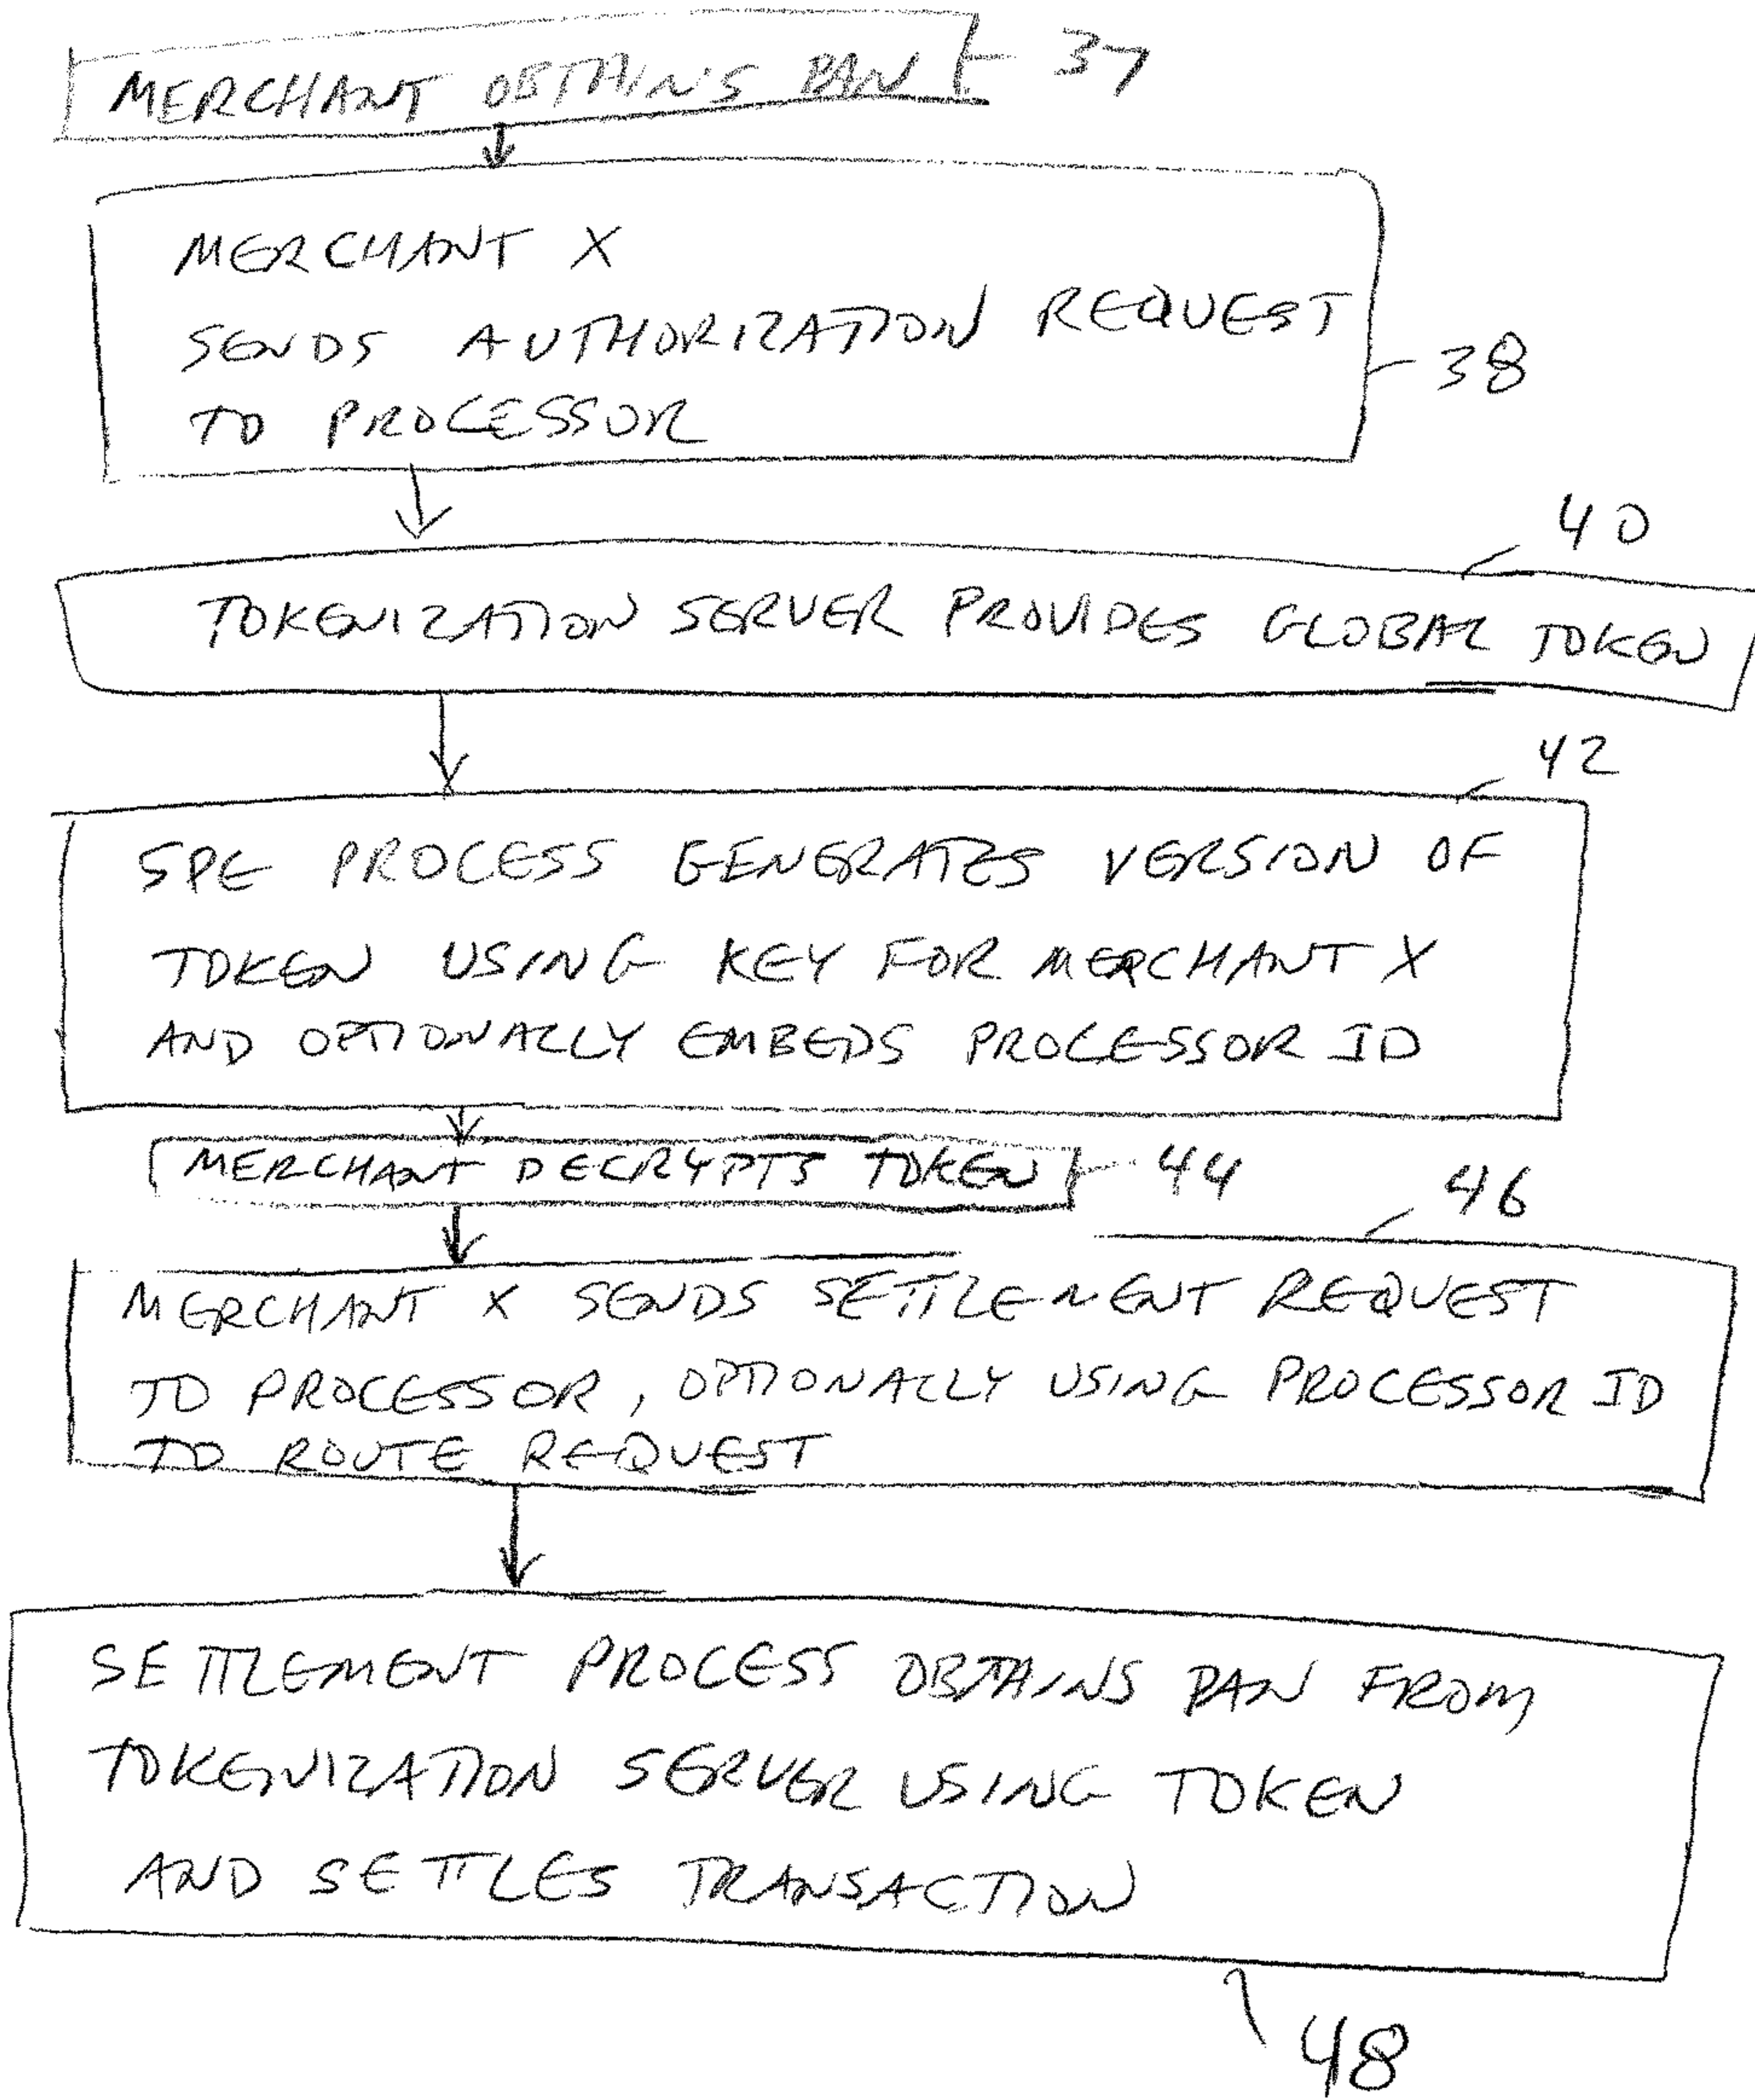 MERCHANT OBTAINS PAN 37
MERCHANT X
SENDS AUTHORIZATION REQUEST
TO PROCESSOR
38
40
TOKENIZATION SERVER PROVIDES GLOBAL TOKEN
42
SPE PROCESS GENERATES VERSION OF
TOKEN USING KEY FOR MERCHANT X
AND OPTIONALLY EMBEDS PROCESSOR ID
MERCHANT DECRYPTS TOKEN 44
46
MERCHANT X SENDS SETTLEMENT REQUEST
TO PROCESSOR, OPTIONALLY USING PROCESSOR ID
TO ROUTE REQUEST
SETTLEMENT PROCESS OBTAINS PAN FROM
TOKENIZATION SERVER USING TOKEN
AND SETTLES TRANSACTION
48